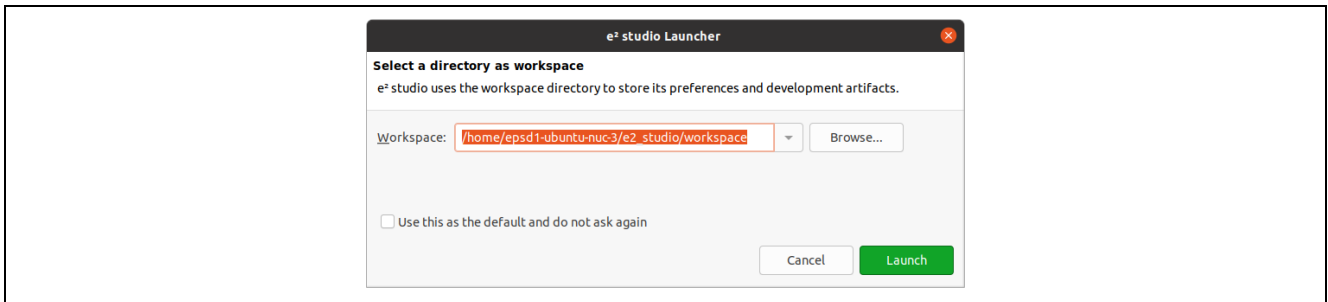 e² studio Launcher
Select a directory as workspace
e² studio uses the workspace directory to store its preferences and development artifacts.
Workspace: /home/epsd1-ubuntu-nuc-3/e2_studio/workspace Browse...
Use this as the default and do not ask again
Cancel Launch